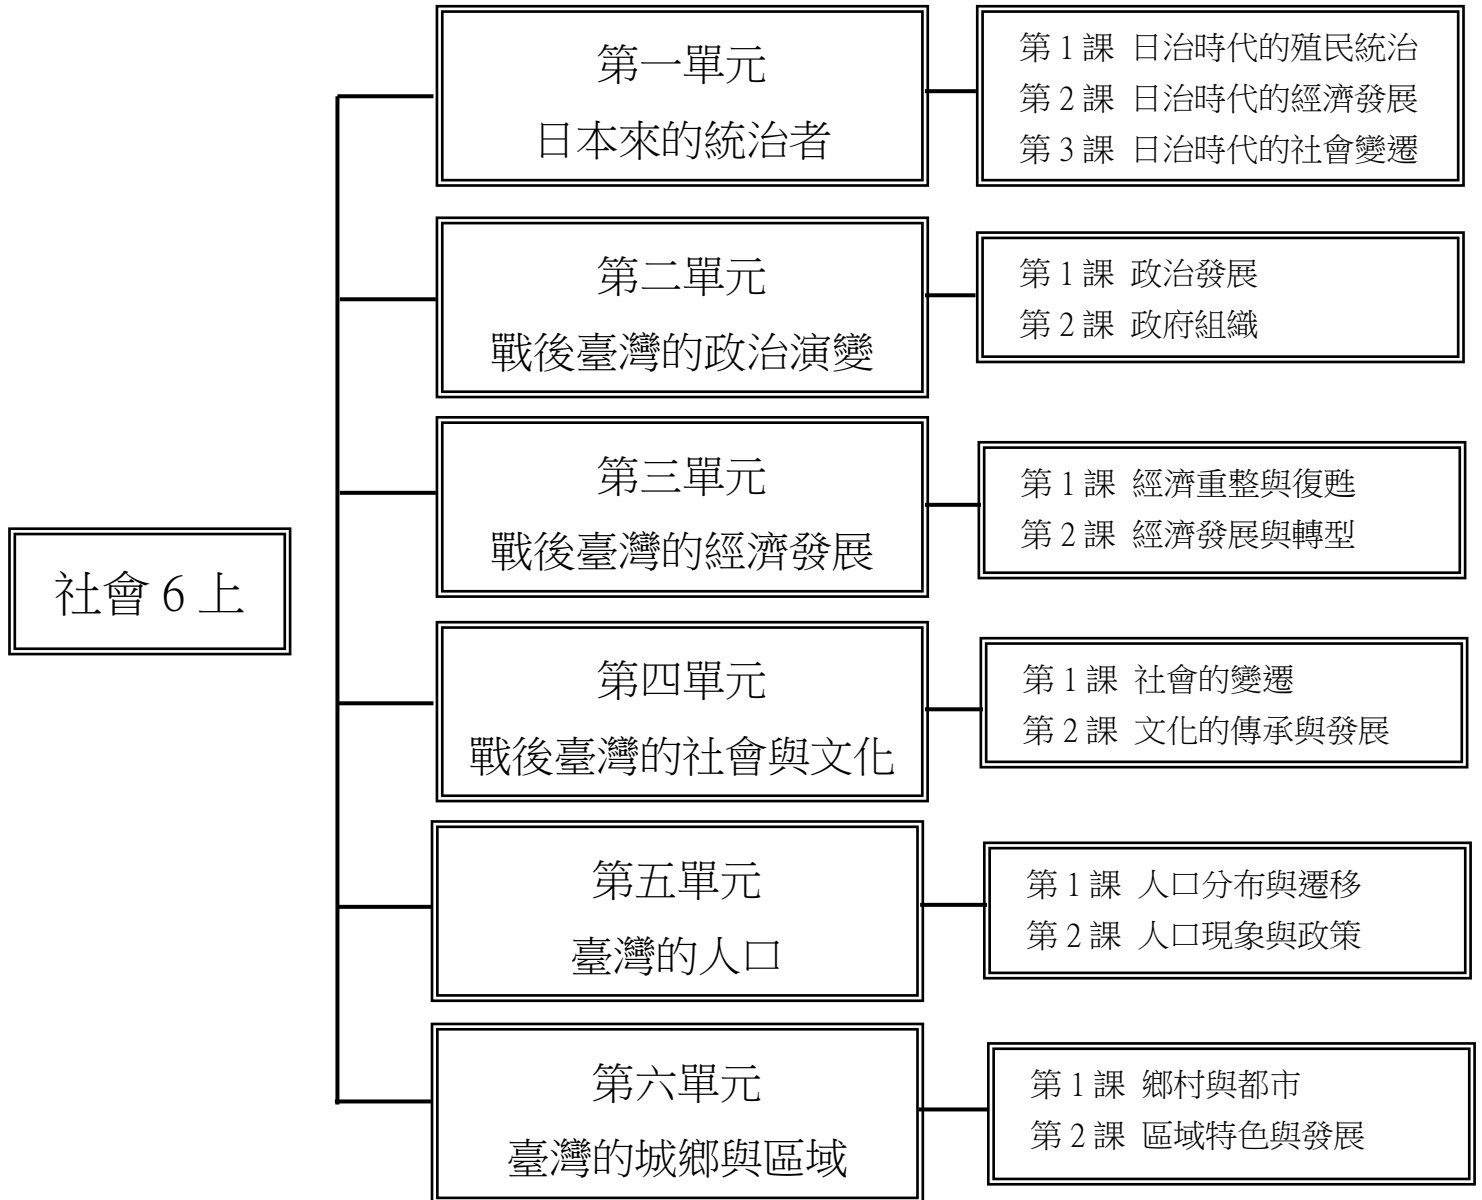 社會6上
第一單元
日本來的統治者
第1課 日治時代的殖民統治
第2課 日治時代的經濟發展
第3課 日治時代的社會變遷
第二單元
戰後臺灣的政治演變
第1課 政治發展
第2課 政府組織
第三單元
戰後臺灣的經濟發展
第1課 經濟重整與復甦
第2課 經濟發展與轉型
第四單元
戰後臺灣的社會與文化
第1課 社會的變遷
第2課 文化的傳承與發展
第五單元
臺灣的人口
第1課 人口分布與遷移
第2課 人口現象與政策
第六單元
臺灣的城鄉與區域
第1課 鄉村與都市
第2課 區域特色與發展